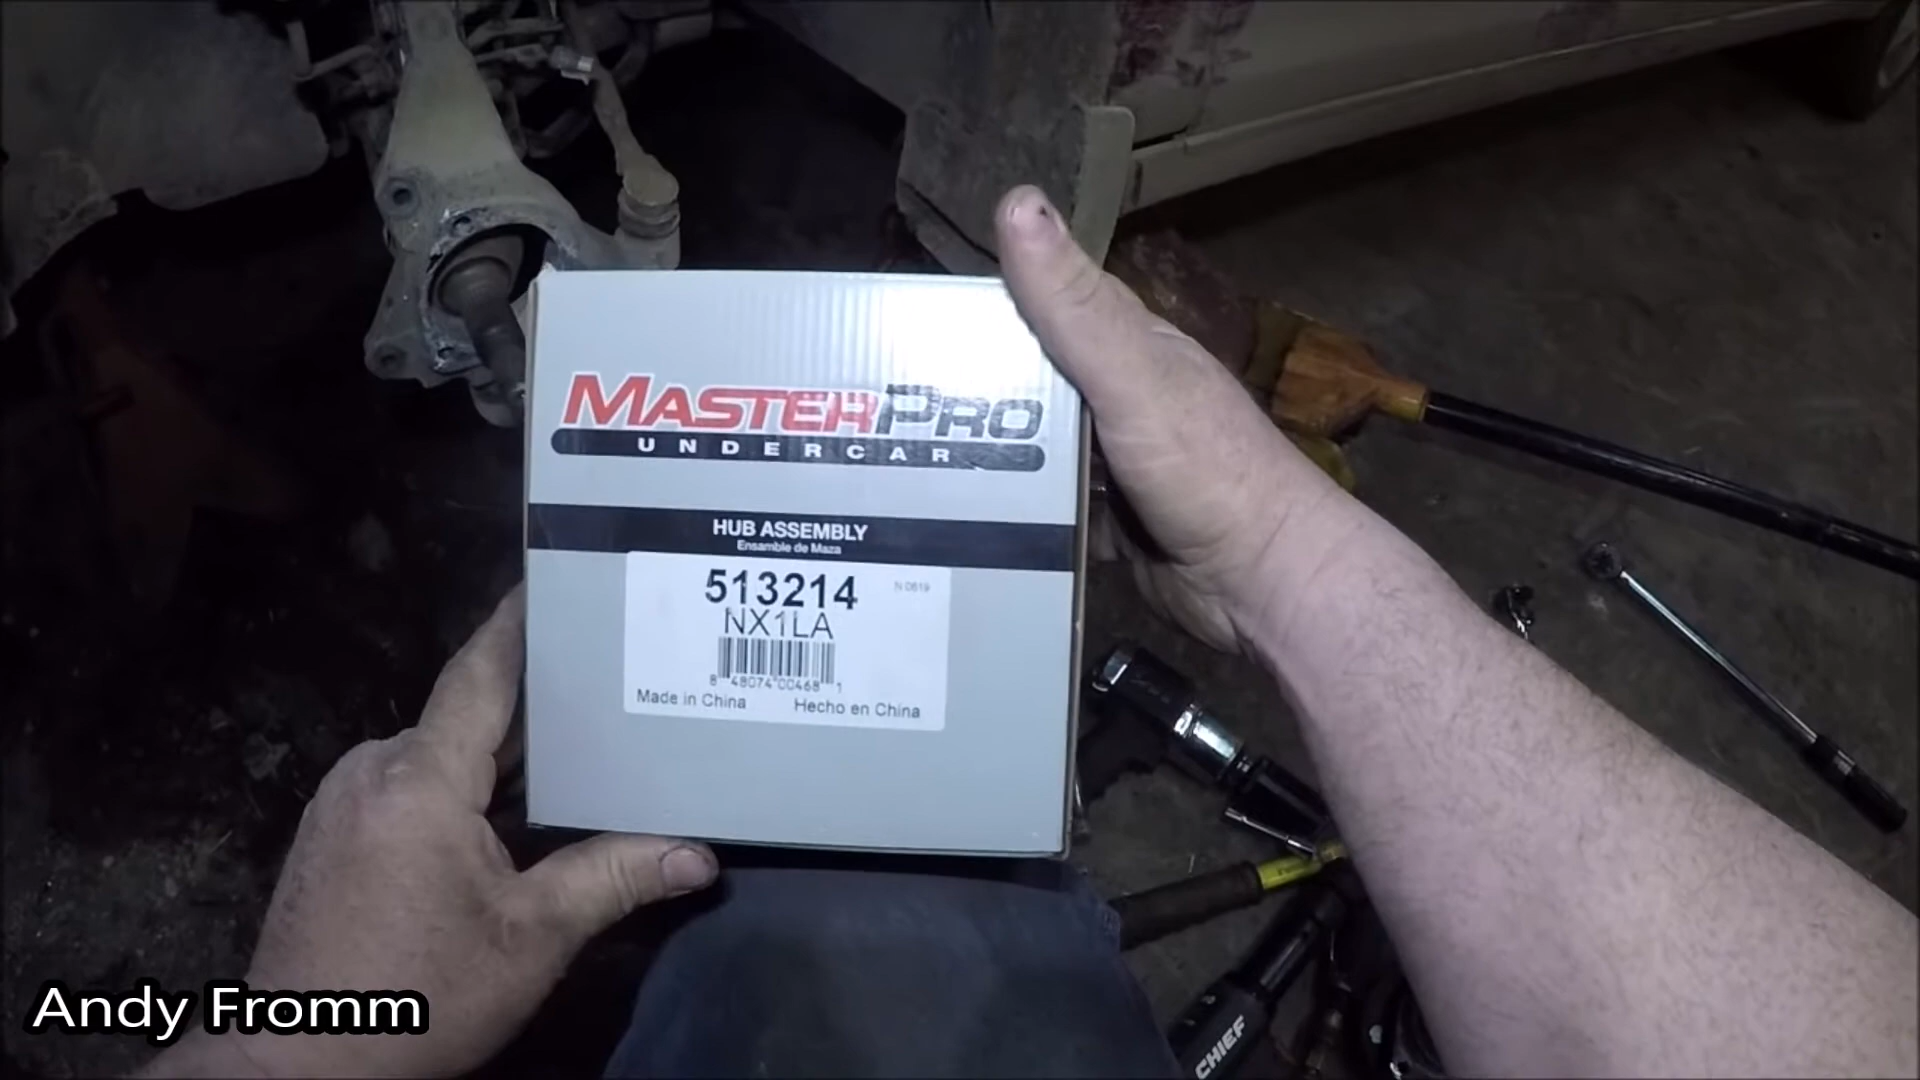 MASTERPRO
UNDERCAR
HUB ASSEMBLY
Ensamble de Maza
513214
N 0619
NX1LA
8 48074 00468 1
Made in China Hecho en China
CHIEF
Andy Fromm